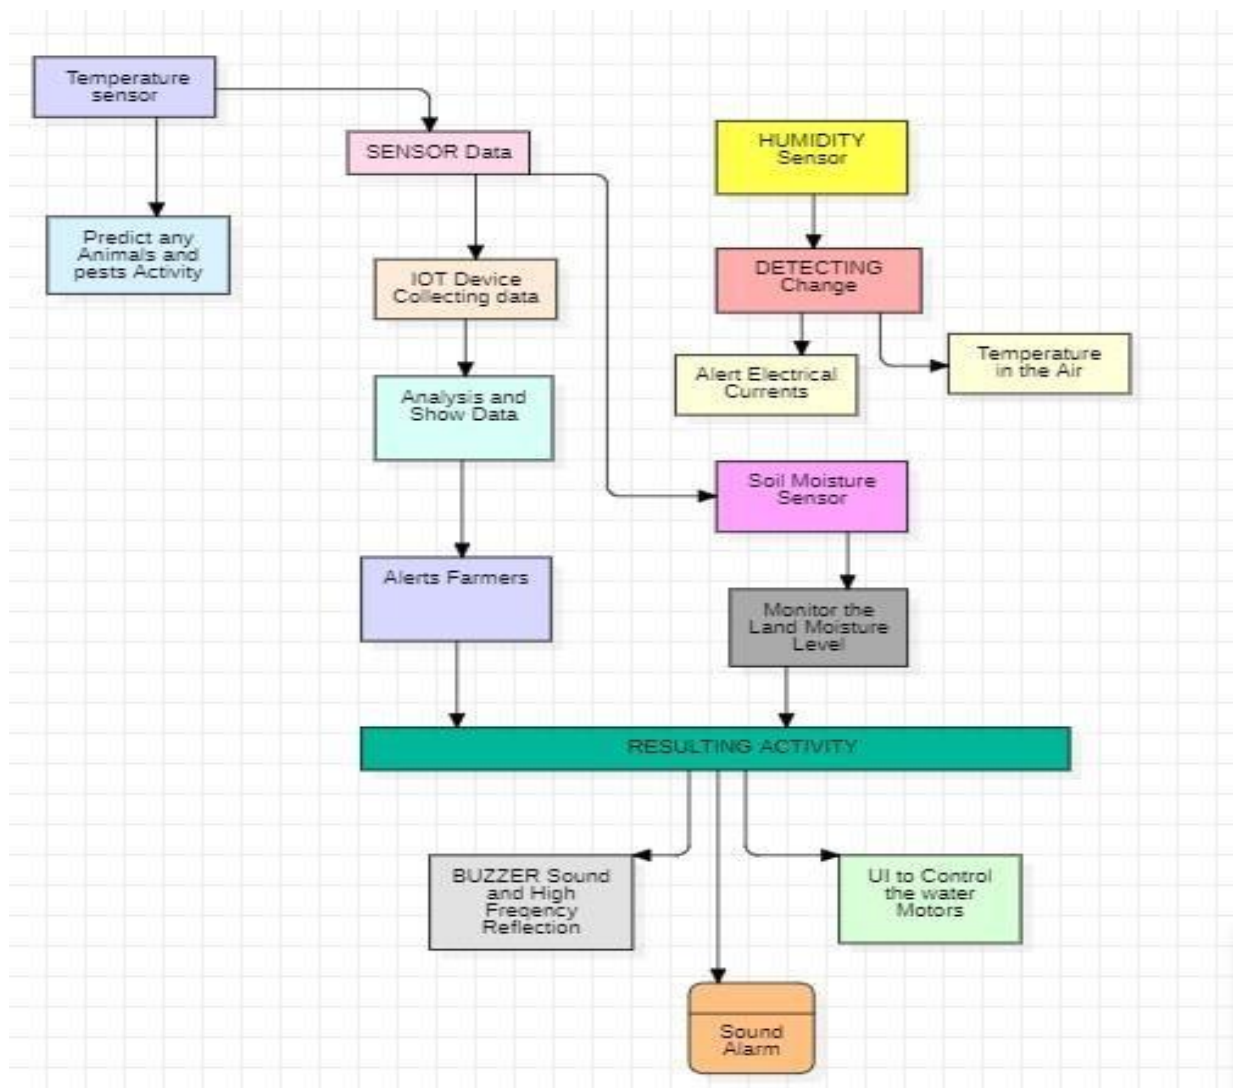 Temperature
sensor
SENSOR Data
HUMIDITY
Sensor
Predict any
Animals and
pests Activity
IOT Device
Collecting data
DETECTING
Change
Alert Electrical
Currents
Temperature
in the Air
Analysis and
Show Data
Soil Moisture
Sensor
Alerts Farmers
Monitor the
Land Moisture
Level
RESULTING ACTIVITY
BUZZER Sound
and High
Freqency
Reflection
UI to Control
the water
Motors
Sound
Alarm